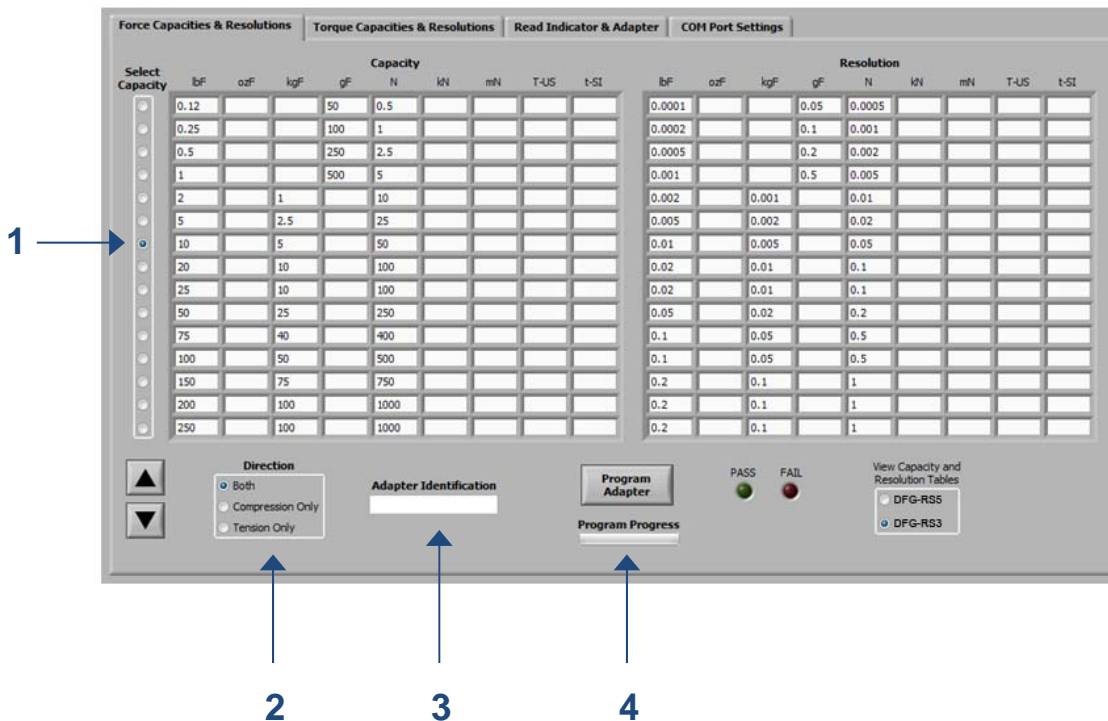 Force Capacities & Resolutions Torque Capacities & Resolutions Read Indicator & Adapter COM Port Settings
Capacity Resolution
Select
Capacity lbF ozF kgF gF N kN mN T-US t-SI lbF ozF kgF gF N kN mN T-US t-SI
0.12 50 0.5 0.0001 0.05 0.0005
0.25 100 1 0.0002 0.1 0.001
0.5 250 2.5 0.0005 0.2 0.002
1 500 5 0.001 0.5 0.005
2 1 10 0.002 0.001 0.01
5 2.5 25 0.005 0.002 0.02
1 10 5 50 0.01 0.005 0.05
20 10 100 0.02 0.01 0.1
25 10 100 0.02 0.01 0.1
50 25 250 0.05 0.02 0.2
75 40 400 0.1 0.05 0.5
100 50 500 0.1 0.05 0.5
150 75 750 0.2 0.1 1
200 100 1000 0.2 0.1 1
250 100 1000 0.2 0.1 1
Direction
Both
Compression Only
Tension Only
Adapter Identification
Program
Adapter
Program Progress
PASS FAIL
View Capacity and
Resolution Tables
DFG-RS5
DFG-RS3
2 3 4